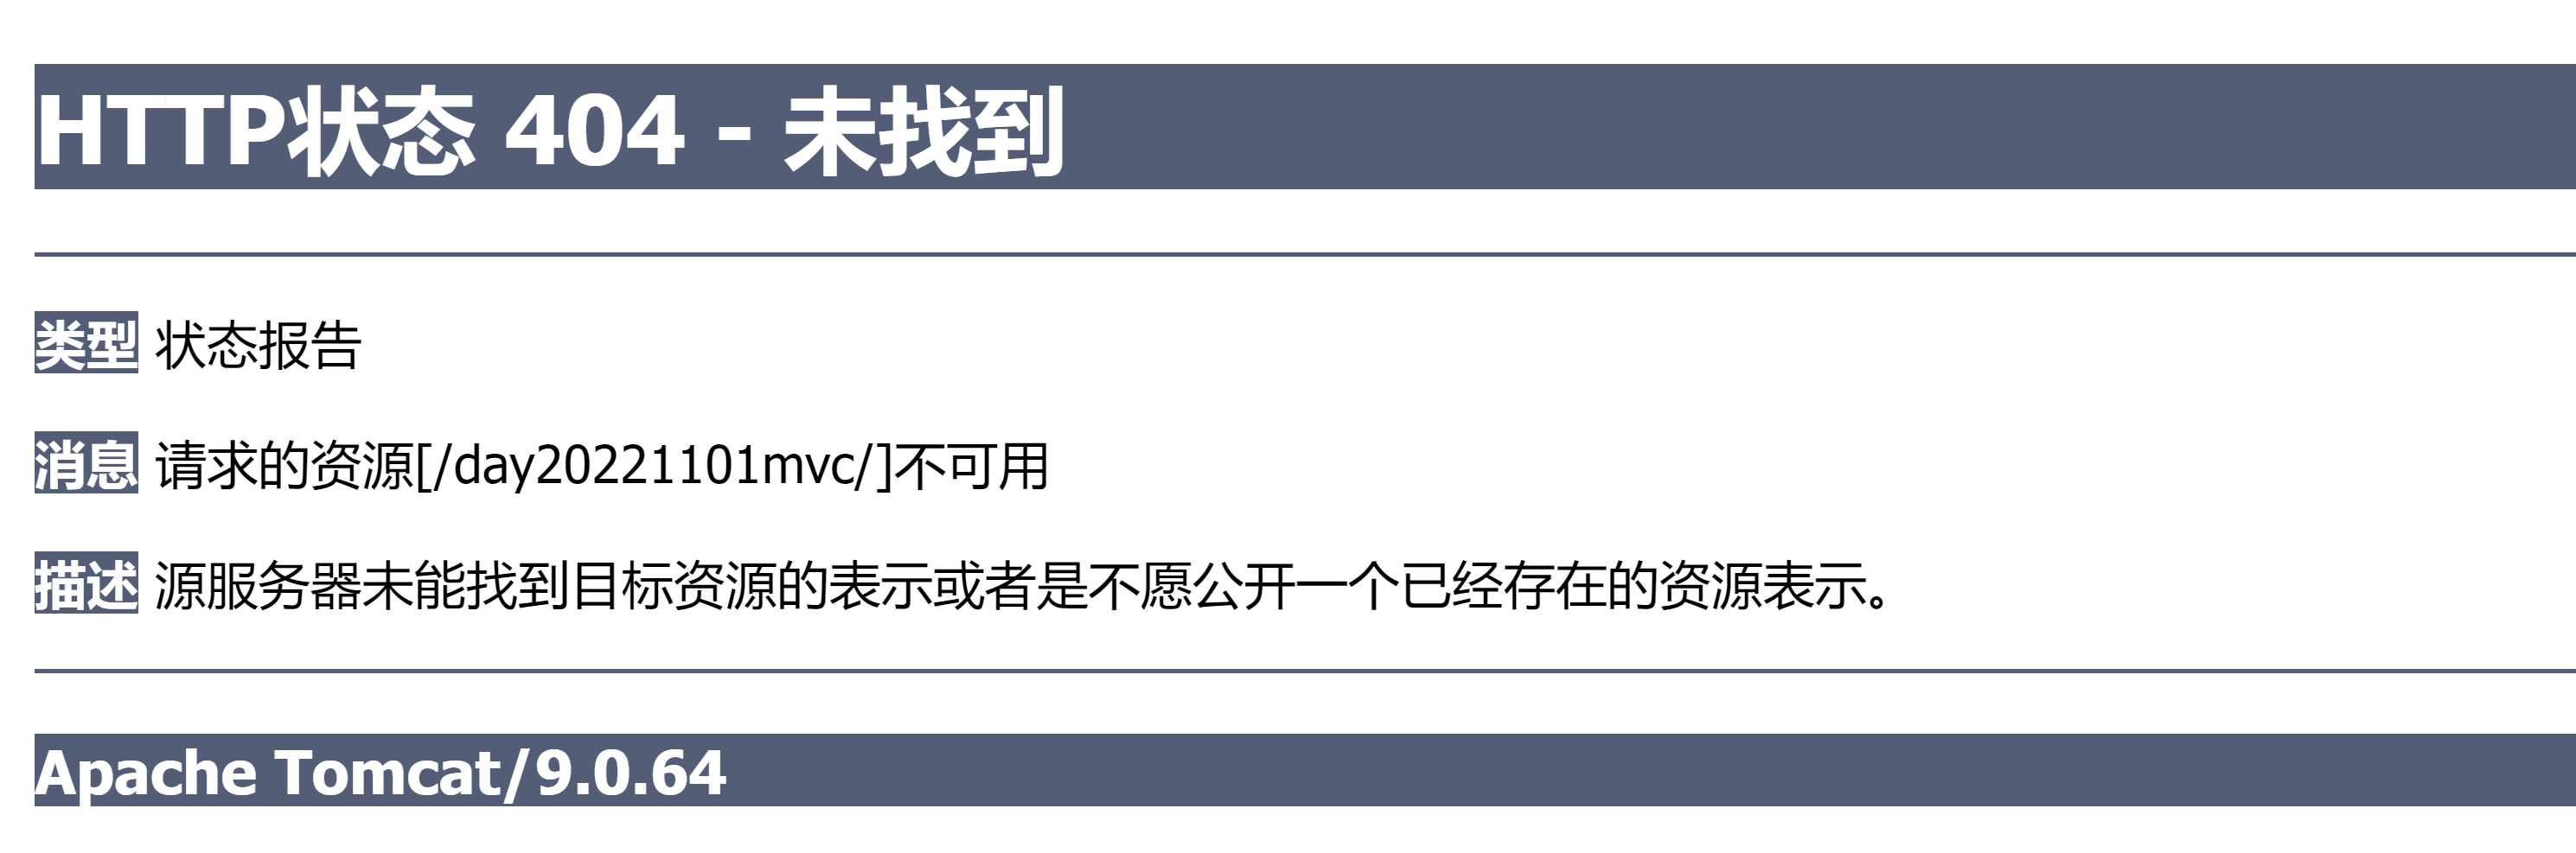 HTTP状态 404 - 未找到
类型 状态报告
消息 请求的资源[/day20221101mvc/]不可用
描述 源服务器未能找到目标资源的表示或者是不愿公开一个已经存在的资源表示。
Apache Tomcat/9.0.64